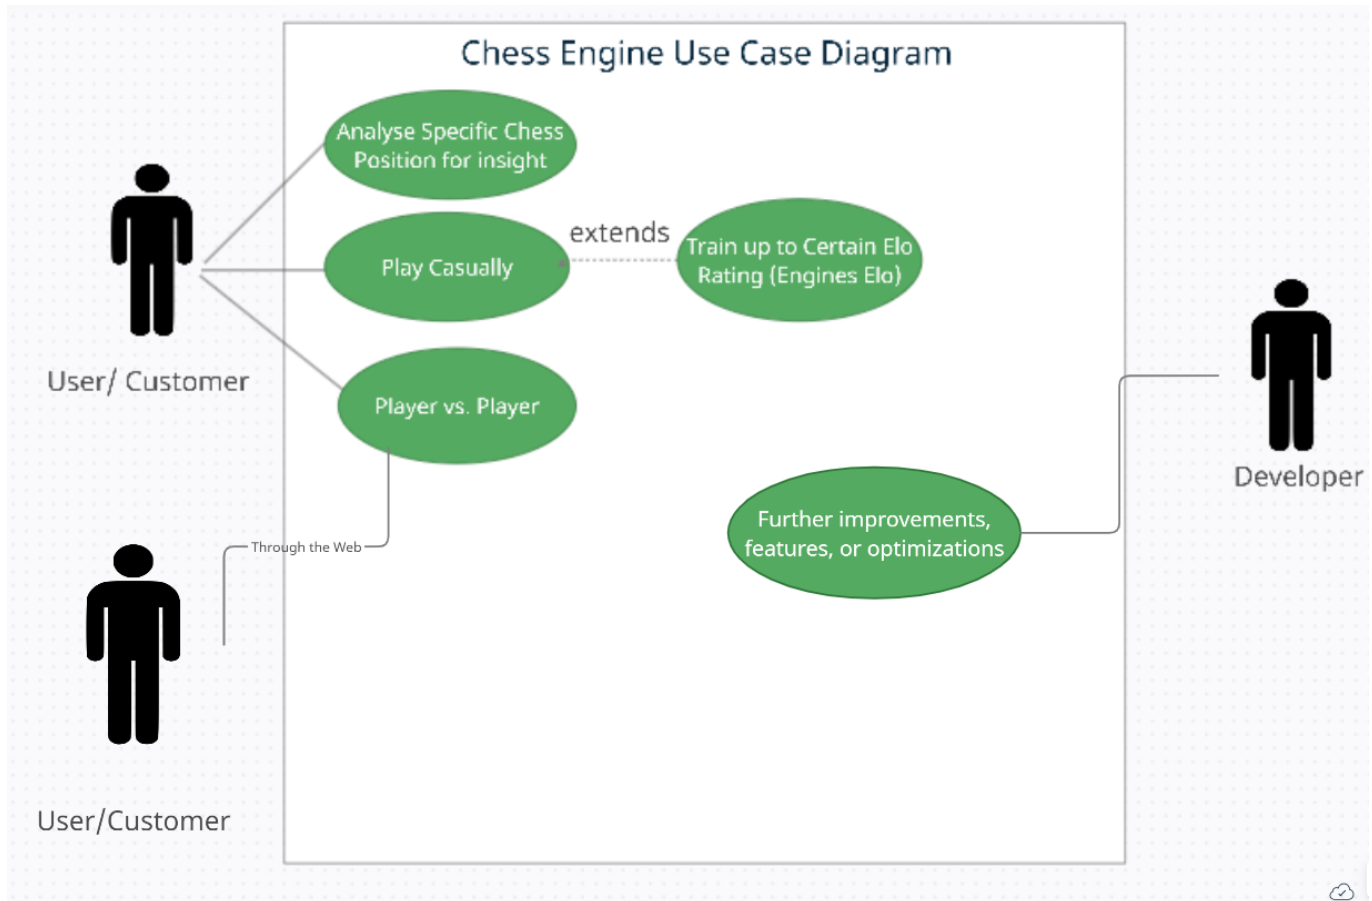 Chess Engine Use Case Diagram
Analyse Specific Chess
Position for insight
Play Casually
extends
Train up to Certain Elo
Rating (Engines Elo)
User/ Customer
Player vs. Player
Developer
Further improvements,
features, or optimizations
Through the Web
User/Customer